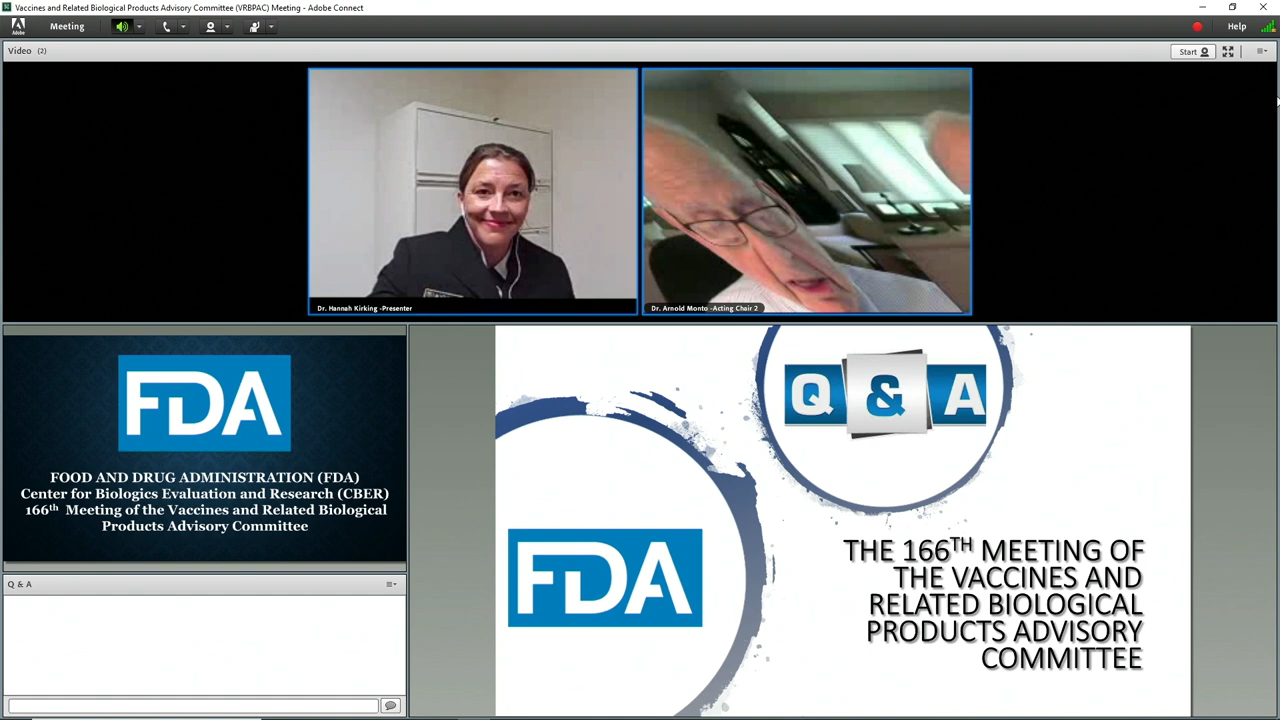 Vaccines and Related Biological Products Advisory Committee (VRBPAC) Meeting - Adobe Connect
Meeting
Help
Adobe
Video (2)
Start
Dr. Hannah Kirking -Presenter
Dr. Arnold Monto -Acting Chair 2
FDA
FOOD AND DRUG ADMINISTRATION (FDA)
Center for Biologics Evaluation and Research (CBER)
166th Meeting of the Vaccines and Related Biological
Products Advisory Committee
Q & A
Q & A
FDA
THE 166TH MEETING OF
THE VACCINES AND
RELATED BIOLOGICAL
PRODUCTS ADVISORY
COMMITTEE